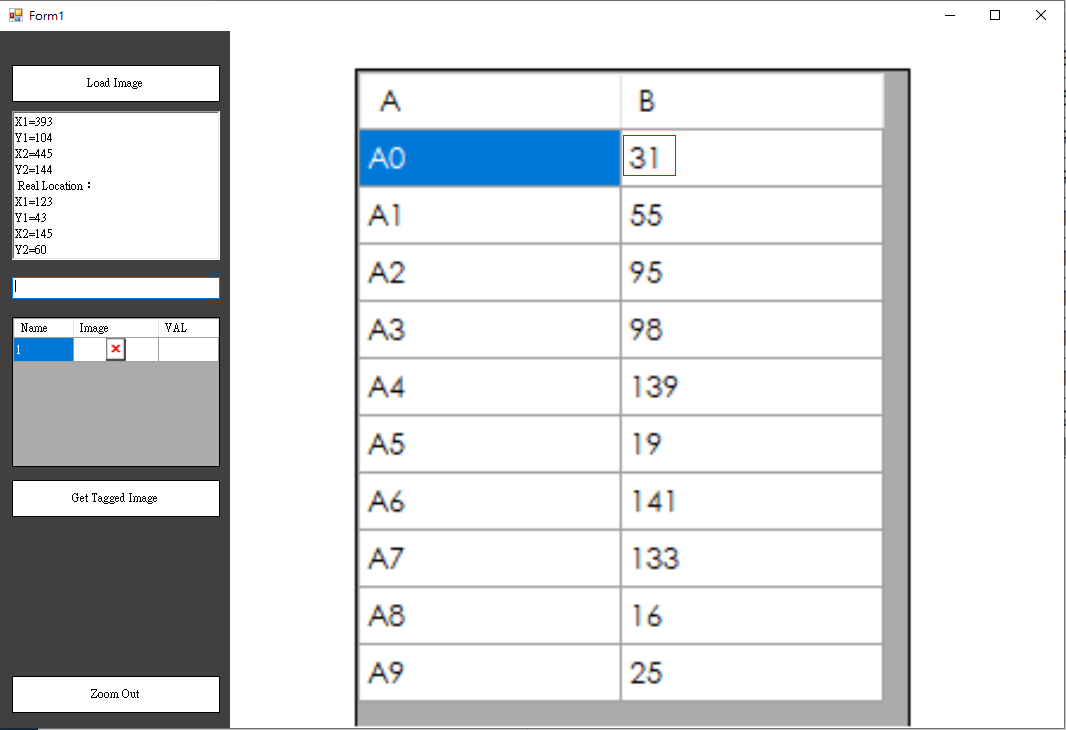 Form1
Load Image
X1=393
Y1=104
X2=445
Y2=144
Real Location：
X1=123
Y1=43
X2=145
Y2=60
Name Image VAL
1
Get Tagged Image
Zoom Out
A B
A0 31
A1 55
A2 95
A3 98
A4 139
A5 19
A6 141
A7 133
A8 16
A9 25